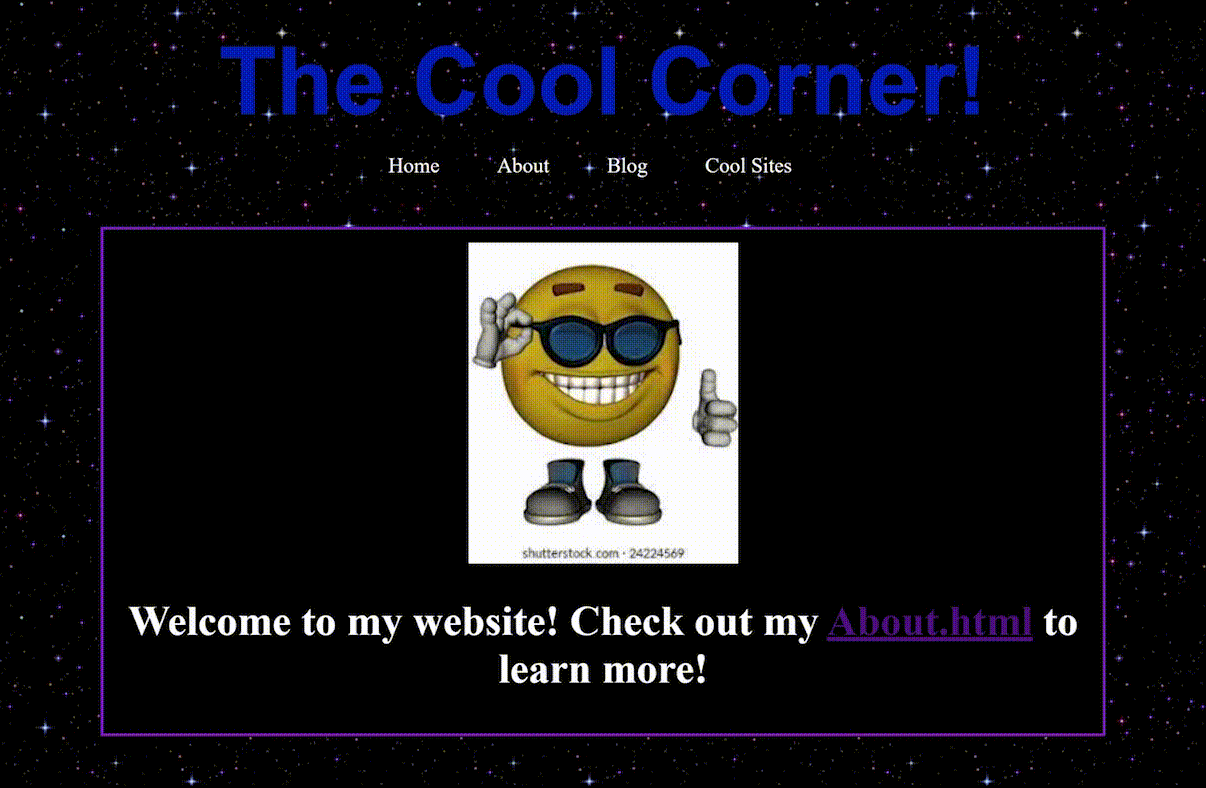 The Cool Corner!
Home About Blog Cool Sites
shutterstock.com · 24224569
Welcome to my website! Check out my About.html to
learn more!